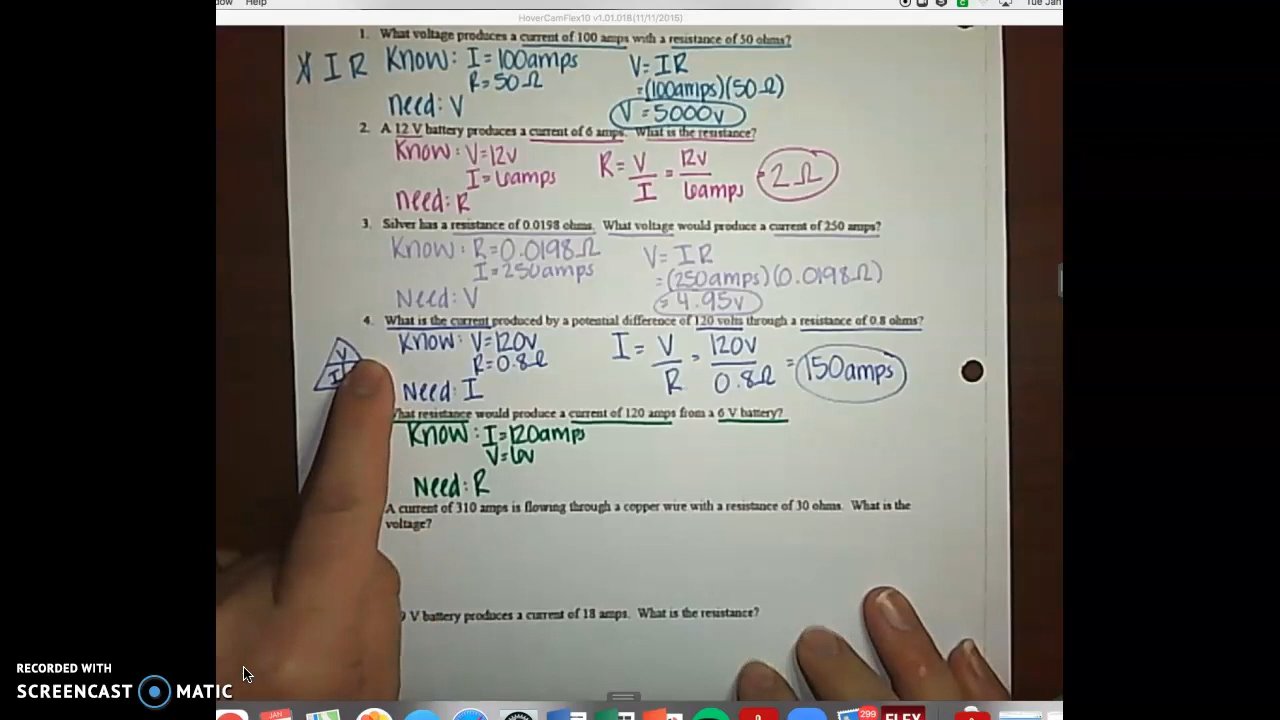 Help
Tue Jan
HoverCamFlex10 v1.01.018(11/11/2015)
1. What voltage produces a current of 100 amps with a resistance of 50 ohms?
X I R Know: I = 100amps
R = 50Ω
need: V
V = IR
= (100amps)(50Ω)
V = 5000v
2. A 12 V battery produces a current of 6 amps. What is the resistance?
Know: V=12v
I = 6amps
need: R
R = V/I = 12v/6amps = 2Ω
3. Silver has a resistance of 0.0198 ohms. What voltage would produce a current of 250 amps?
Know: R=0.0198Ω
I=250amps
Need: V
V = IR
= (250amps)(0.0198Ω)
= 4.95v
4. What is the current produced by a potential difference of 120 volts through a resistance of 0.8 ohms?
V
I
Know: V=120v
R=0.8Ω
Need: I
I = V/R = 120v/0.8Ω = 150amps
What resistance would produce a current of 120 amps from a 6 V battery?
Know: I=120amps
V=6v
Need: R
A current of 310 amps is flowing through a copper wire with a resistance of 30 ohms. What is the
voltage?
V battery produces a current of 18 amps. What is the resistance?
RECORDED WITH
SCREENCAST MATIC
JAN
299
FLEX